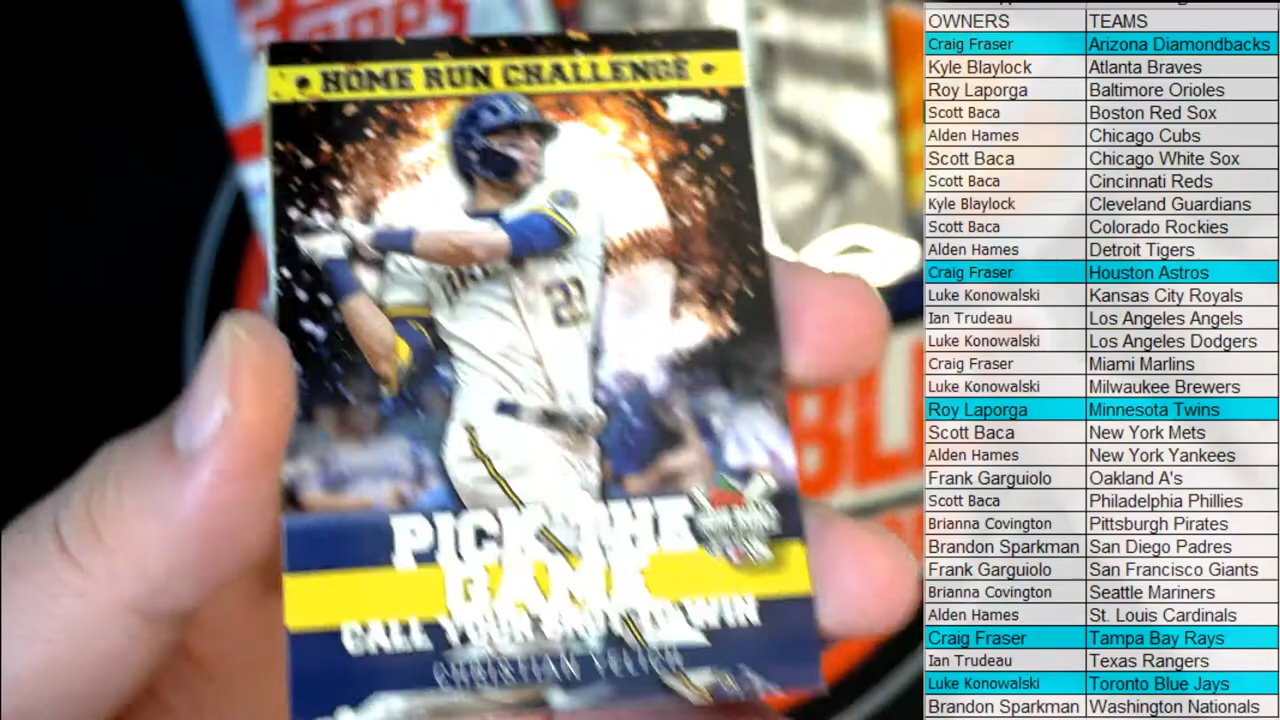 TOPPS
• HOME RUN CHALLENGE •
Topps
22
PICK THE
GAME
CALL YOUR SHOT TO WIN
CHRISTIAN YELICH
OWNERS TEAMS
Craig Fraser Arizona Diamondbacks
Kyle Blaylock Atlanta Braves
Roy Laporga Baltimore Orioles
Scott Baca Boston Red Sox
Alden Hames Chicago Cubs
Scott Baca Chicago White Sox
Scott Baca Cincinnati Reds
Kyle Blaylock Cleveland Guardians
Scott Baca Colorado Rockies
Alden Hames Detroit Tigers
Craig Fraser Houston Astros
Luke Konowalski Kansas City Royals
Ian Trudeau Los Angeles Angels
Luke Konowalski Los Angeles Dodgers
Craig Fraser Miami Marlins
Luke Konowalski Milwaukee Brewers
Roy Laporga Minnesota Twins
Scott Baca New York Mets
Alden Hames New York Yankees
Frank Garguiolo Oakland A's
Scott Baca Philadelphia Phillies
Brianna Covington Pittsburgh Pirates
Brandon Sparkman San Diego Padres
Frank Garguiolo San Francisco Giants
Brianna Covington Seattle Mariners
Alden Hames St. Louis Cardinals
Craig Fraser Tampa Bay Rays
Ian Trudeau Texas Rangers
Luke Konowalski Toronto Blue Jays
Brandon Sparkman Washington Nationals